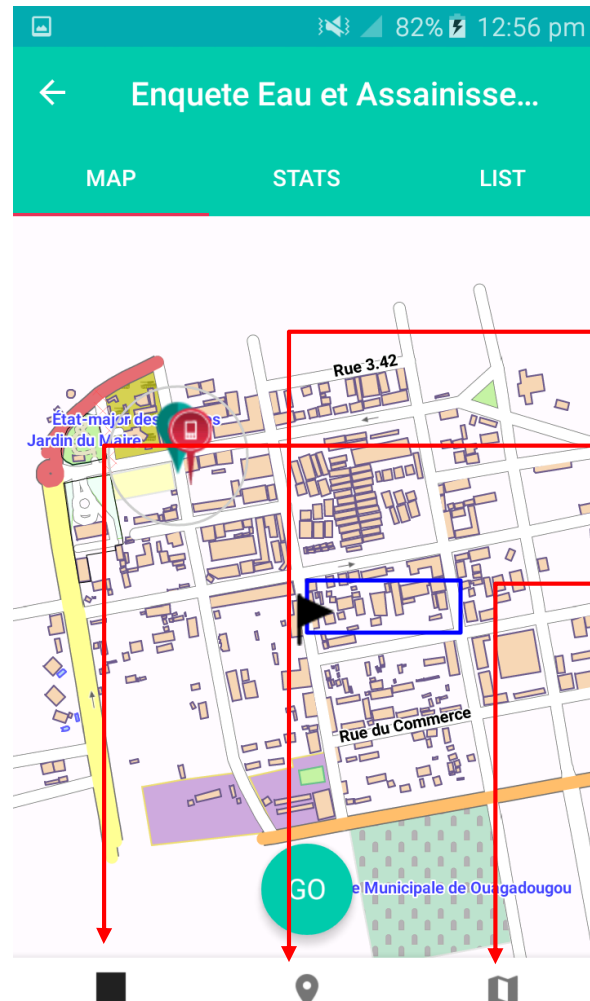 82% 12:56 pm
Enquete Eau et Assainisse...
MAP STATS LIST
Rue 3.42
État-major des
Jardin du Maire
Rue du Commerce
GO
Municipale de Ouagadougou